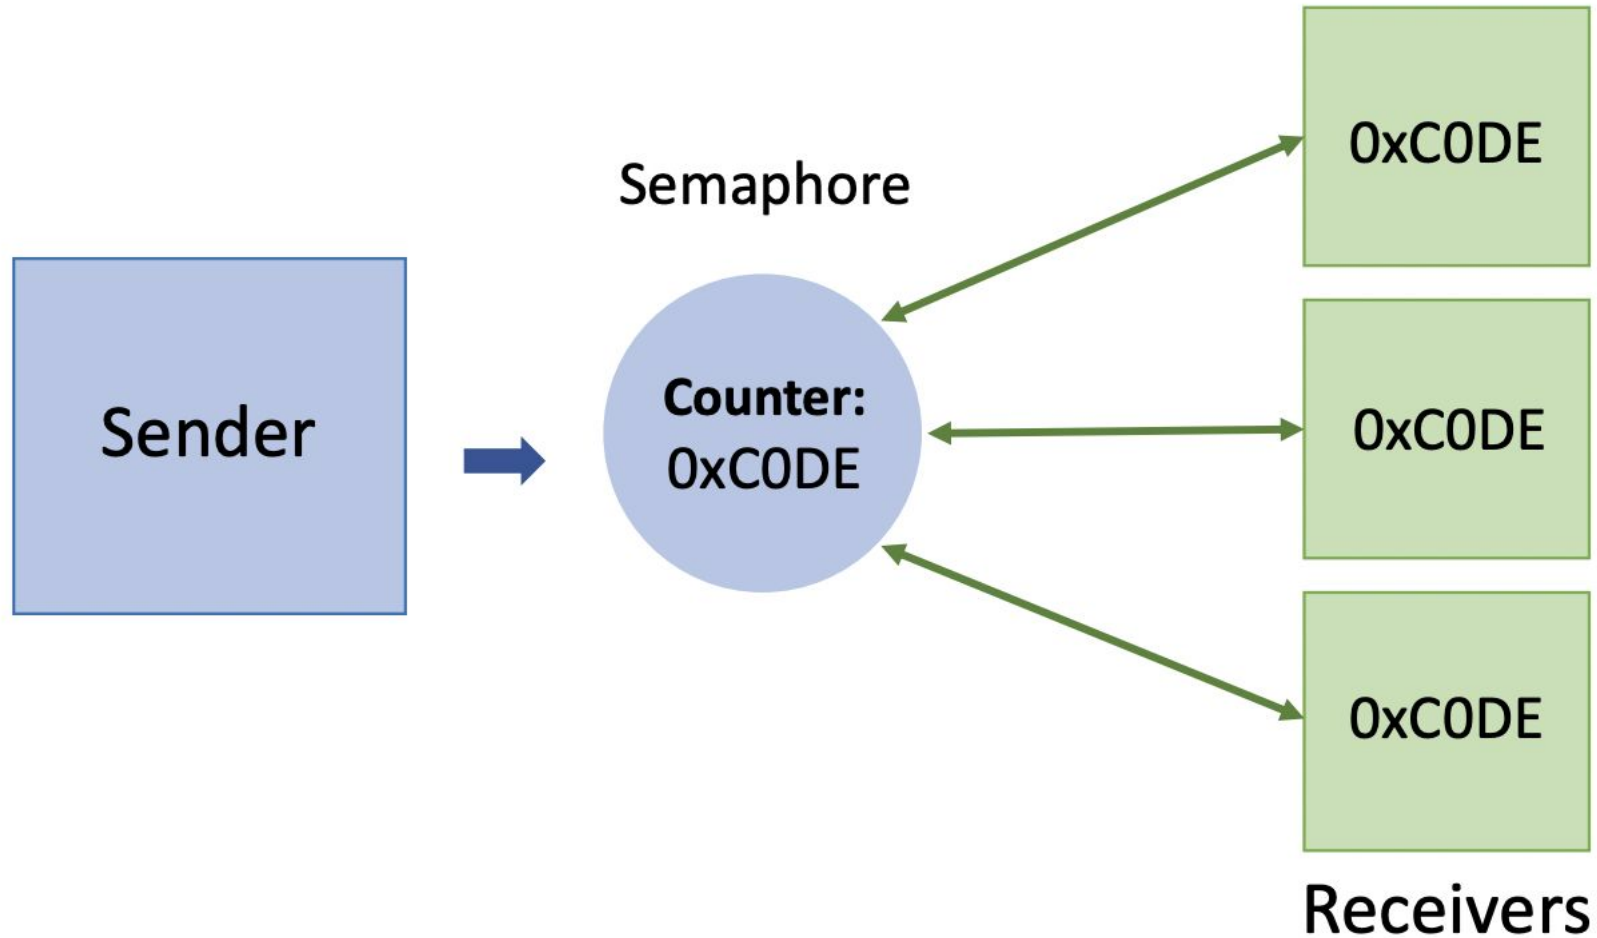 Sender
Semaphore
Counter:
0xC0DE
0xC0DE
0xC0DE
0xC0DE
Receivers